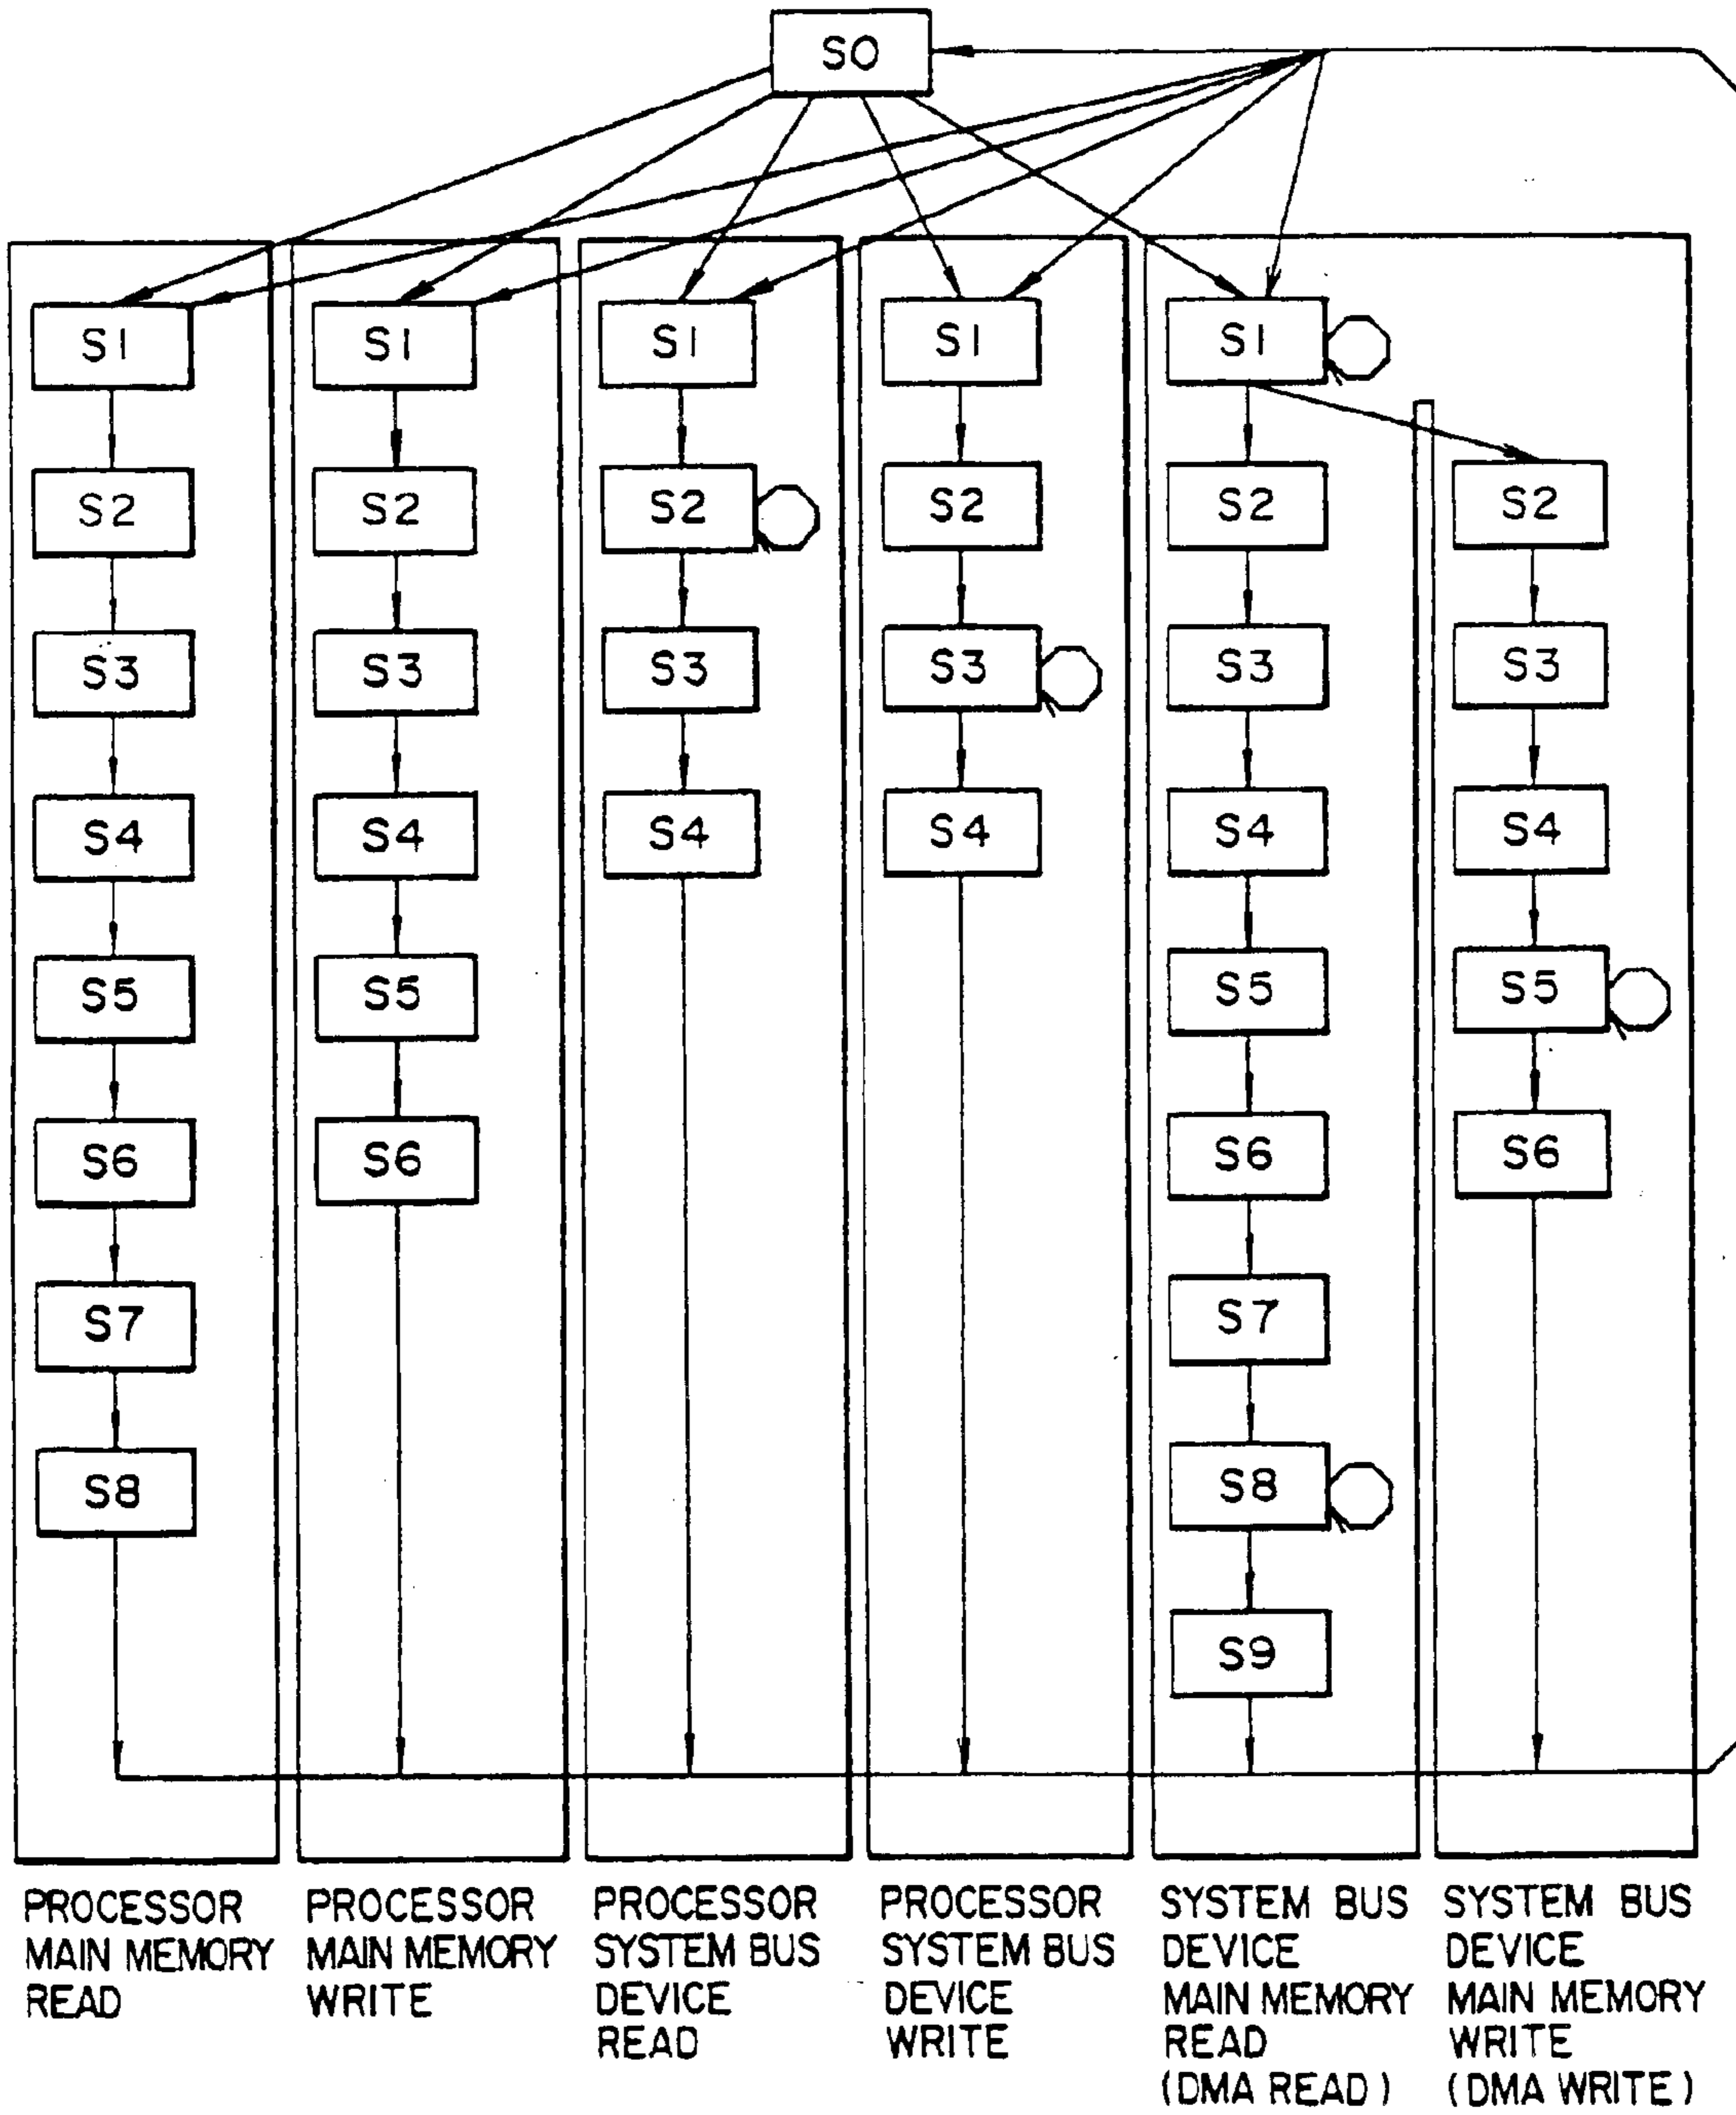 S0
S1 S1 S1 S1 S1
S2 S2 S2 S2 S2 S2
S3 S3 S3 S3 S3 S3
S4 S4 S4 S4 S4 S4
S5 S5 S5 S5
S6 S6 S6 S6
S7 S7
S8 S8
S9
PROCESSOR
MAIN MEMORY
READ
PROCESSOR
MAIN MEMORY
WRITE
PROCESSOR
SYSTEM BUS
DEVICE
READ
PROCESSOR
SYSTEM BUS
DEVICE
WRITE
SYSTEM BUS
DEVICE
MAIN MEMORY
READ
(DMA READ)
SYSTEM BUS
DEVICE
MAIN MEMORY
WRITE
(DMA WRITE)